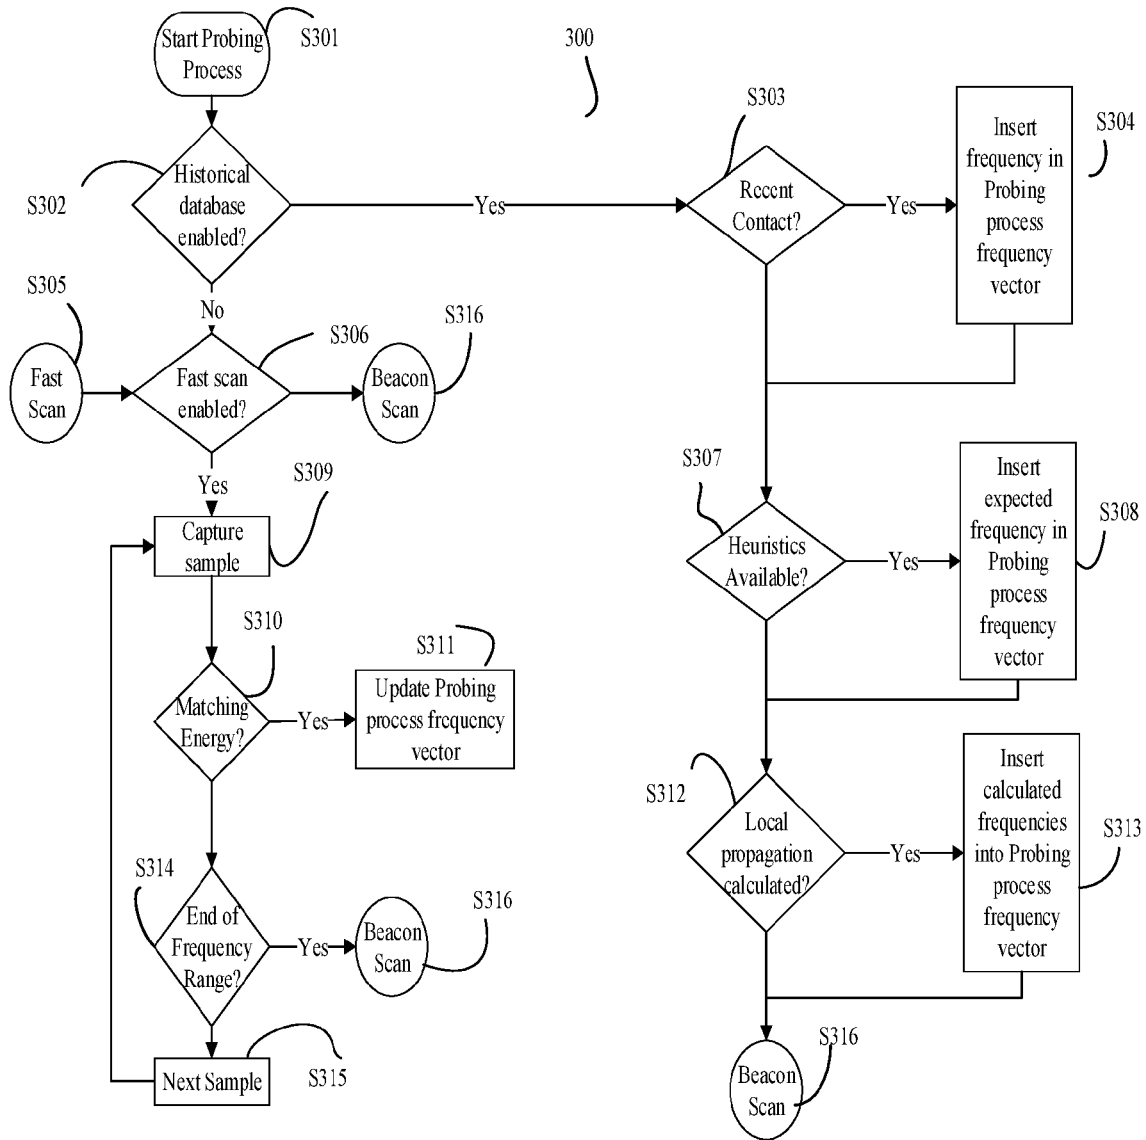 Start Probing
Process
S301
300
S302
Historical
database
enabled?
Yes
S303
Recent
Contact?
Yes
S304
Insert
frequency in
Probing
process
frequency
vector
No
S305
Fast
Scan
S306
Fast scan
enabled?
S316
Beacon
Scan
Yes
S309
Capture
sample
S307
Heuristics
Available?
Yes
S308
Insert
expected
frequency in
Probing
process
frequency
vector
S310
Matching
Energy?
Yes
S311
Update Probing
process frequency
vector
S312
Local
propagation
calculated?
Yes
S313
Insert
calculated
frequencies
into Probing
process
frequency
vector
S314
End of
Frequency
Range?
Yes
S316
Beacon
Scan
Next Sample
S315
S316
Beacon
Scan